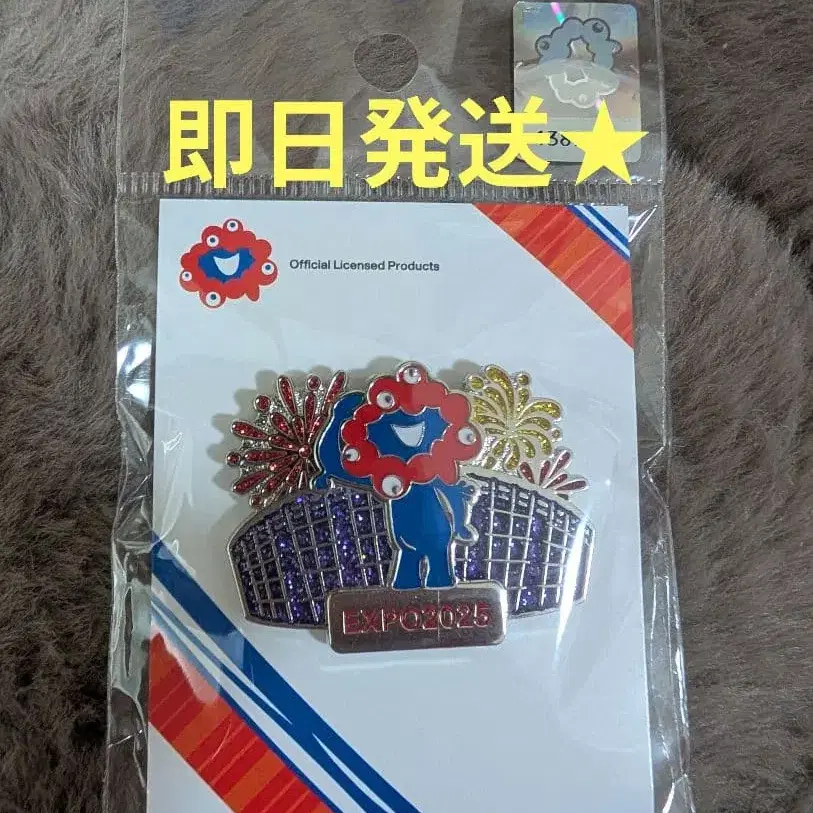 即日発送★
Official Licensed Products
EXPO2025